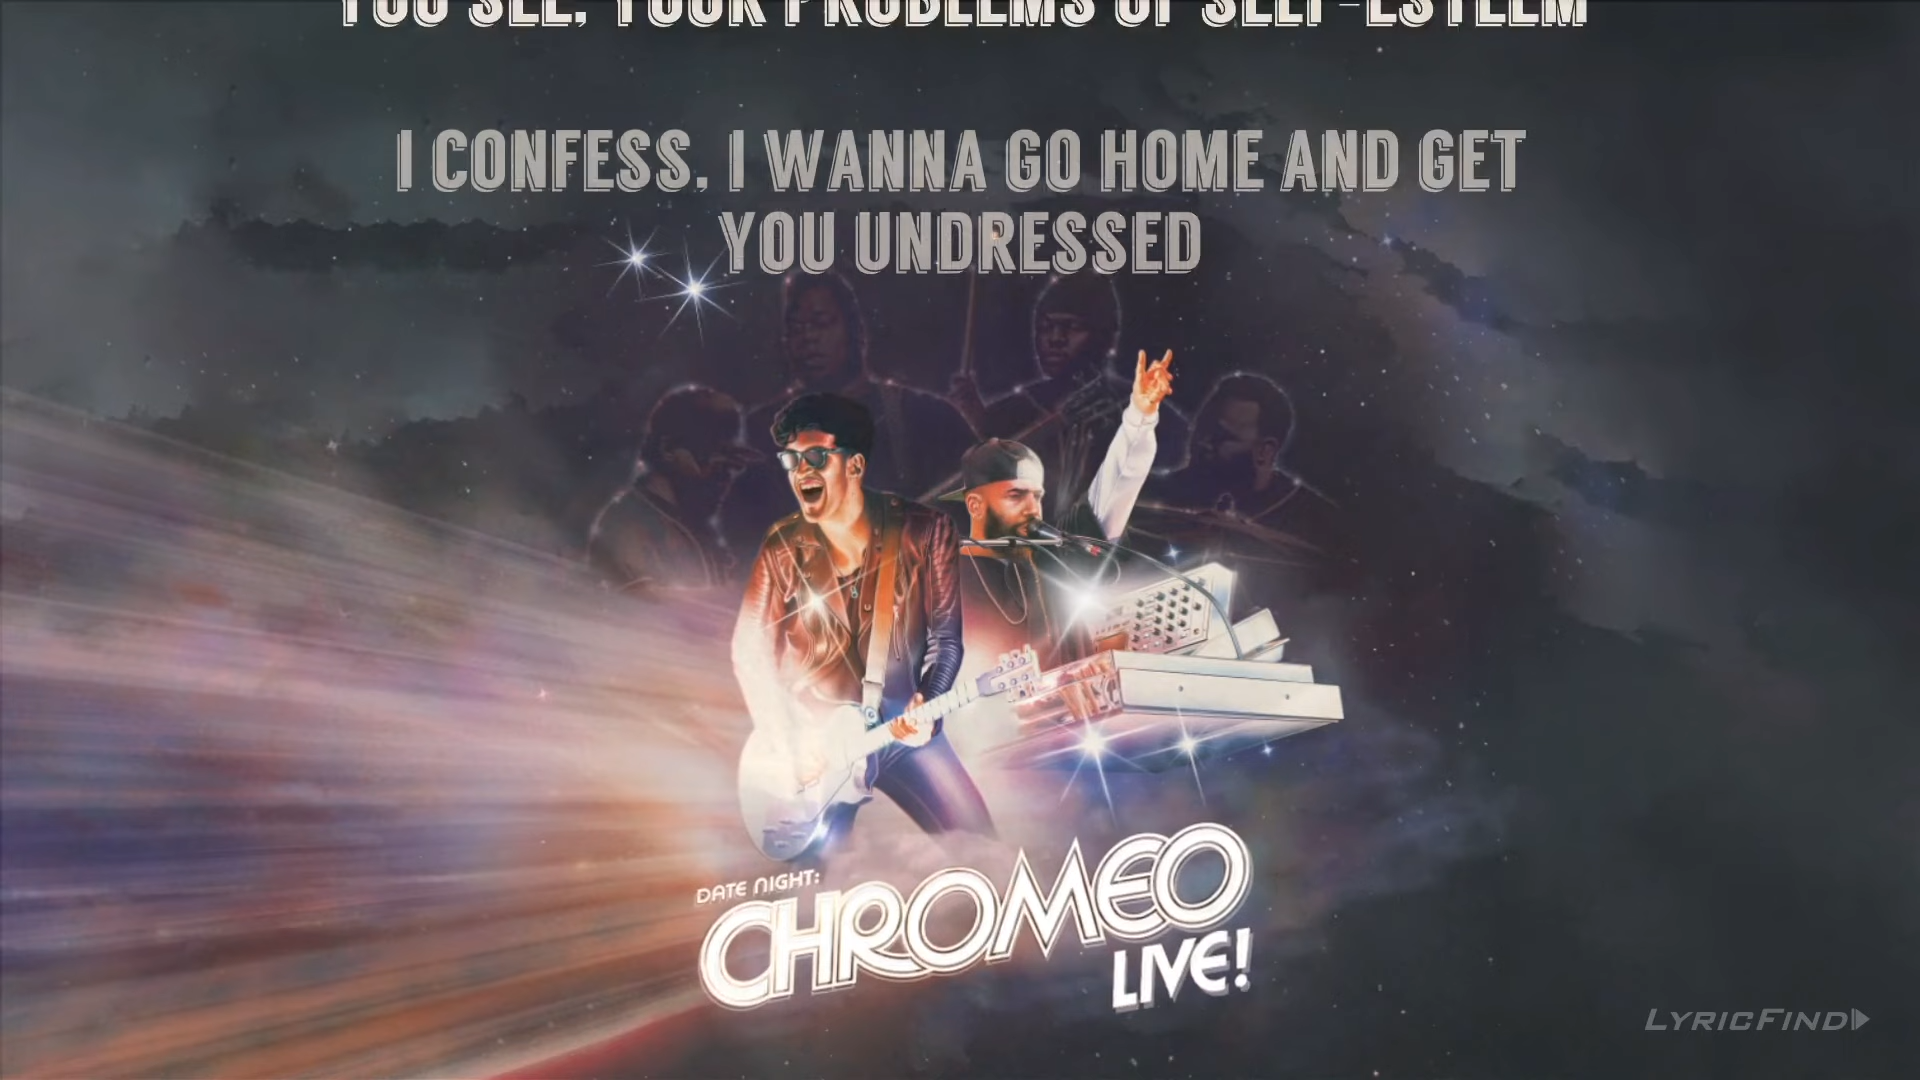 YOU SEE, YOUR PROBLEMS OF SELF-ESTEEM
I CONFESS, I WANNA GO HOME AND GET
YOU UNDRESSED
DATE NIGHT:
CHROMEO
LIVE!
LYRICFIND